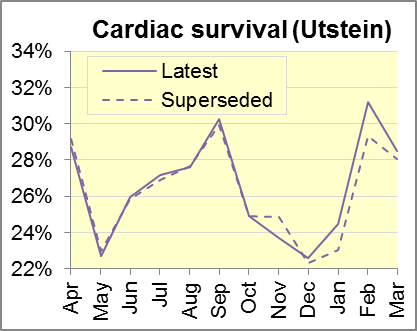 Cardiac survival (Utstein)
34%
32%
30%
28%
26%
24%
22%
Latest
Superseded
Apr
May
Jun
Jul
Aug
Sep
Oct
Nov
Dec
Jan
Feb
Mar